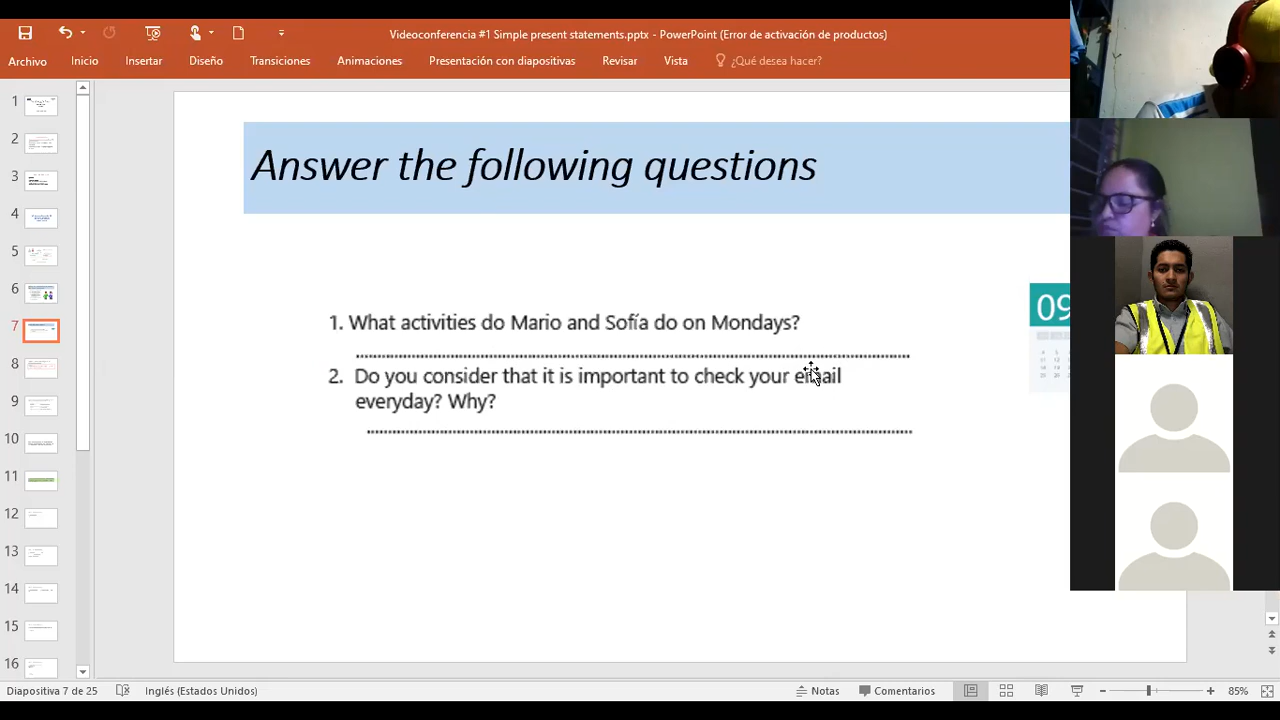 Videoconferencia #1 Simple present statements.pptx - PowerPoint (Error de activación de productos)
Archivo Inicio Insertar Diseño Transiciones Animaciones Presentación con diapositivas Revisar Vista ¿Qué desea hacer?
Answer the following questions
09
1. What activities do Mario and Sofía do on Mondays?
2. Do you consider that it is important to check your email
everyday? Why?
1
2
3
4
5
6
7
8
9
10
11
12
13
14
15
16
Diapositiva 7 de 25 Inglés (Estados Unidos) Notas Comentarios 85%